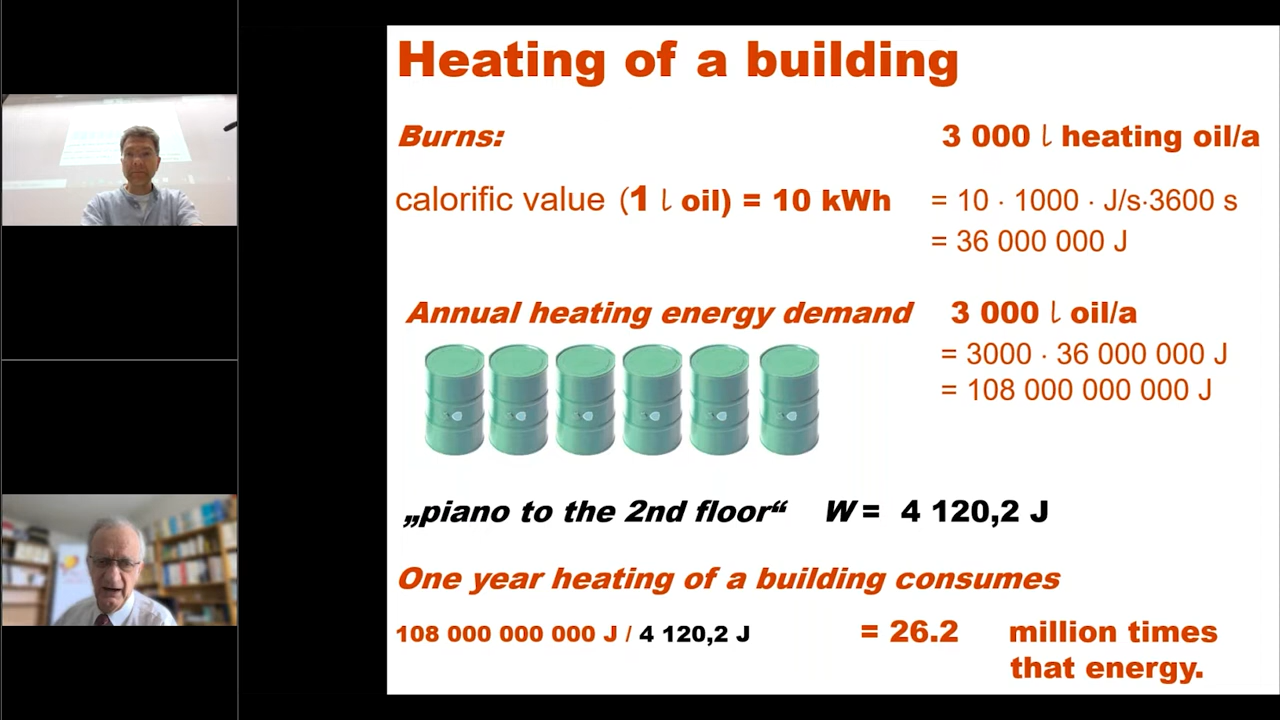 Heating of a building
Burns: 3 000 l heating oil/a
calorific value (1 l oil) = 10 kWh = 10 · 1000 · J/s·3600 s
= 36 000 000 J
Annual heating energy demand 3 000 l oil/a
= 3000 · 36 000 000 J
= 108 000 000 000 J
„piano to the 2nd floor“ W = 4 120,2 J
One year heating of a building consumes
108 000 000 000 J / 4 120,2 J = 26.2 million times
that energy.